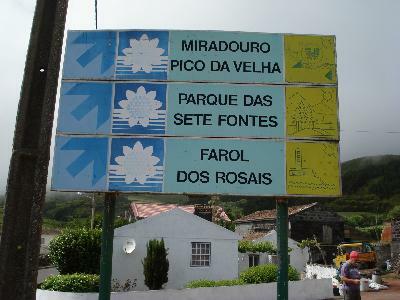 MIRADOURO
PICO DA VELHA
PARQUE DAS
SETE FONTES
FAROL
DOS ROSAIS